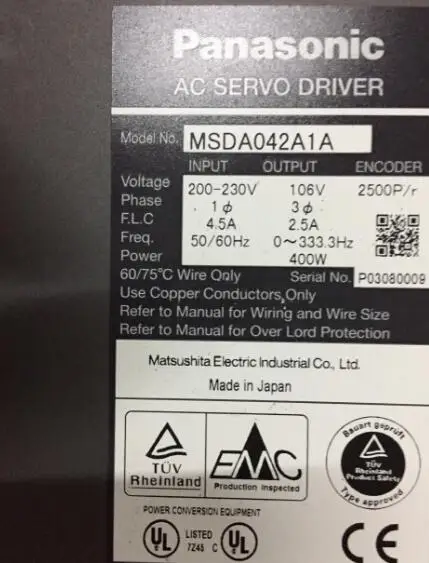 Panasonic
AC SERVO DRIVER
Model No. MSDA042A1A
INPUT OUTPUT ENCODER
Voltage 200-230V 106V 2500P/r
Phase 1ϕ 3ϕ
F.L.C 4.5A 2.5A
Freq. 50/60Hz 0~333.3Hz
Power 400W
60/75°C Wire Only Serial No. P03080009
Use Copper Conductors Only
Refer to Manual for Wiring and Wire Size
Refer to Manual for Over Lord Protection
Matsushita Electric Industrial Co., Ltd.
Made in Japan
TÜV
Rheinland
EMC
Production inspected
Bauart geprüft
TÜV
Rheinland
Product Safety
Type approved
POWER CONVERSION EQUIPMENT
UL LISTED 7Z45 C UL
CE